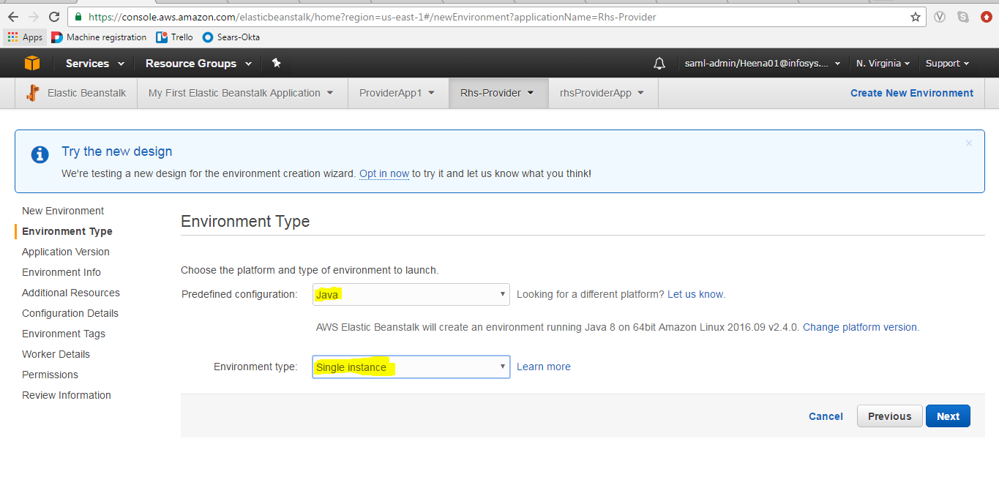 https://console.aws.amazon.com/elasticbeanstalk/home?region=us-east-1#/newEnvironment?applicationName=Rhs-Provider
Apps Machine registration Trello Sears-Okta
Services Resource Groups saml-admin/Heena01@infosys.... N. Virginia Support
Elastic Beanstalk My First Elastic Beanstalk Application ProviderApp1 Rhs-Provider rhsProviderApp Create New Environment
Try the new design
We're testing a new design for the environment creation wizard. Opt in now to try it and let us know what you think!
New Environment
Environment Type
Application Version
Environment Info
Additional Resources
Configuration Details
Environment Tags
Worker Details
Permissions
Review Information
Environment Type
Choose the platform and type of environment to launch.
Predefined configuration: Java Looking for a different platform? Let us know.
AWS Elastic Beanstalk will create an environment running Java 8 on 64bit Amazon Linux 2016.09 v2.4.0. Change platform version.
Environment type: Single instance Learn more
Cancel Previous Next